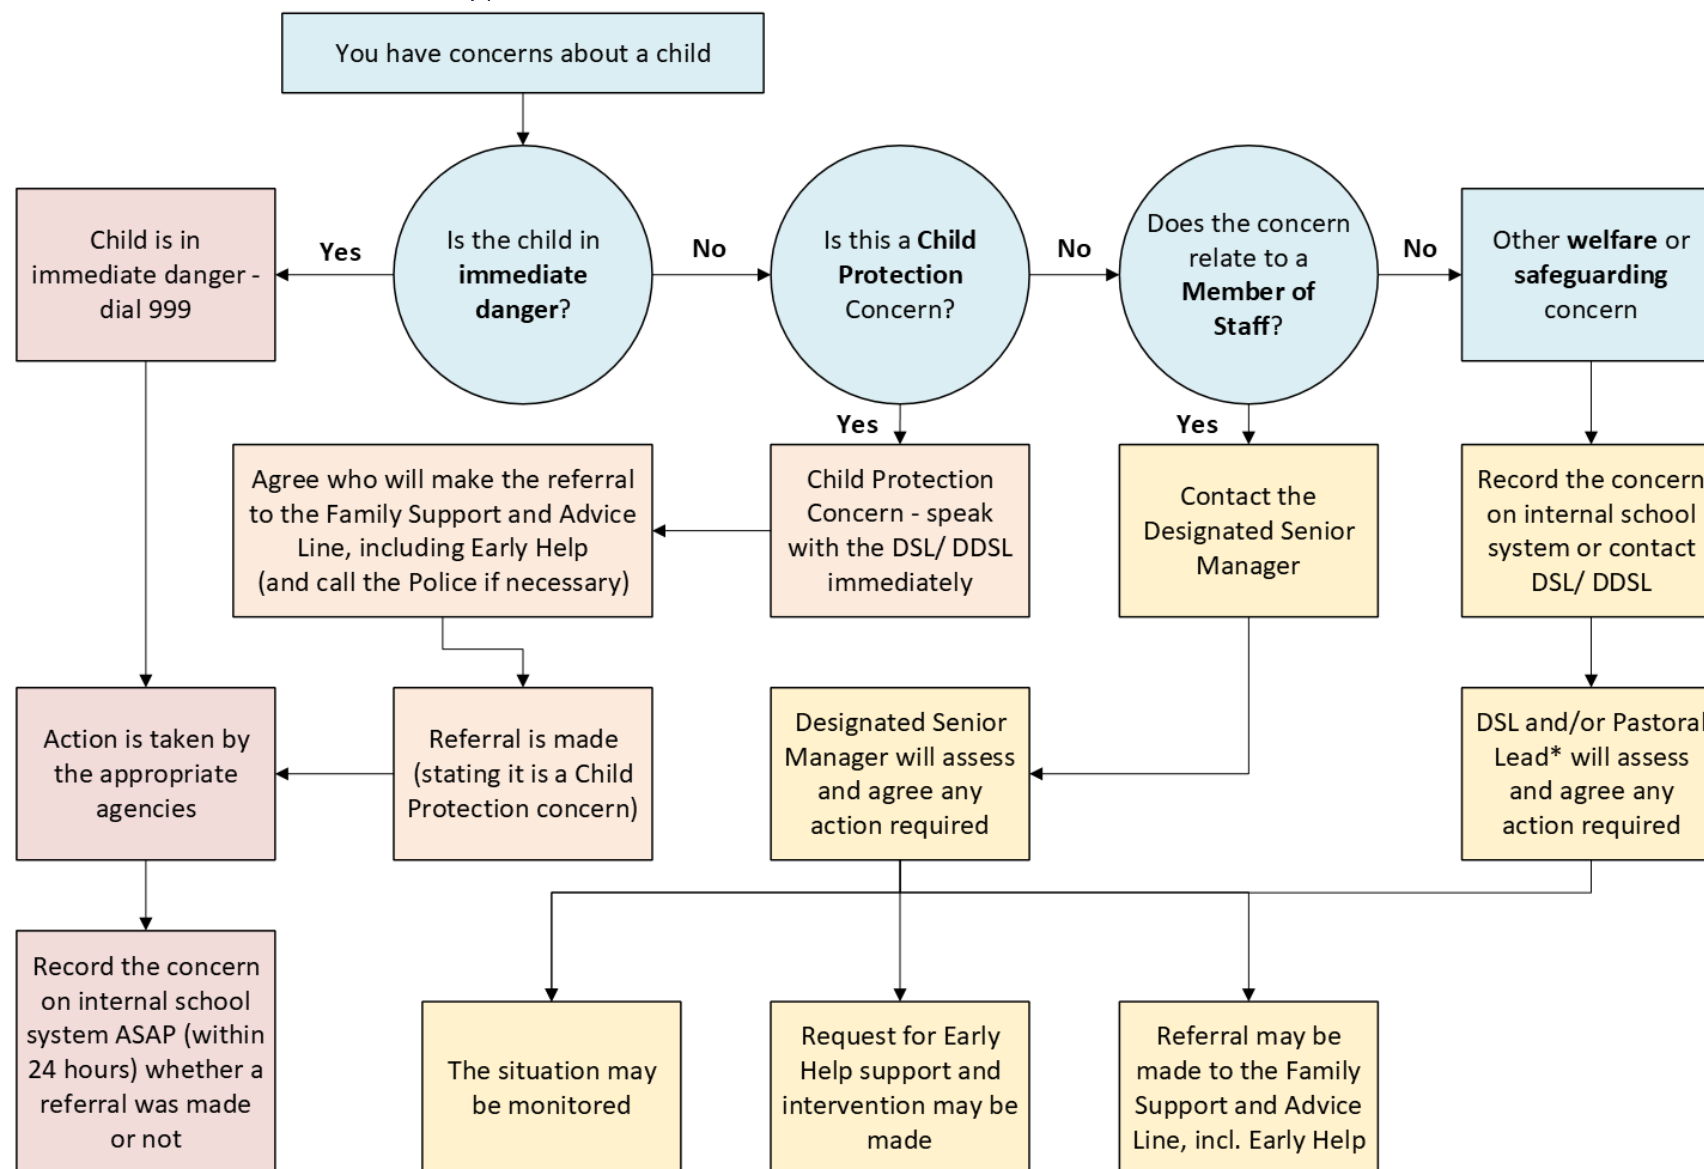 You have concerns about a child
Child is in
immediate danger -
dial 999
Yes
Is the child in
immediate
danger?
No
Is this a Child
Protection
Concern?
No
Does the concern
relate to a
Member of
Staff?
No
Other welfare or
safeguarding
concern
Yes
Yes
Agree who will make the referral
to the Family Support and Advice
Line, including Early Help
(and call the Police if necessary)
Child Protection
Concern - speak
with the DSL/ DDSL
immediately
Contact the
Designated Senior
Manager
Record the concern
on internal school
system or contact
DSL/ DDSL
Action is taken by
the appropriate
agencies
Referral is made
(stating it is a Child
Protection concern)
Designated Senior
Manager will assess
and agree any
action required
DSL and/or Pastoral
Lead* will assess
and agree any
action required
Record the concern
on internal school
system ASAP (within
24 hours) whether a
referral was made
or not
The situation may
be monitored
Request for Early
Help support and
intervention may be
made
Referral may be
made to the Family
Support and Advice
Line, incl. Early Help